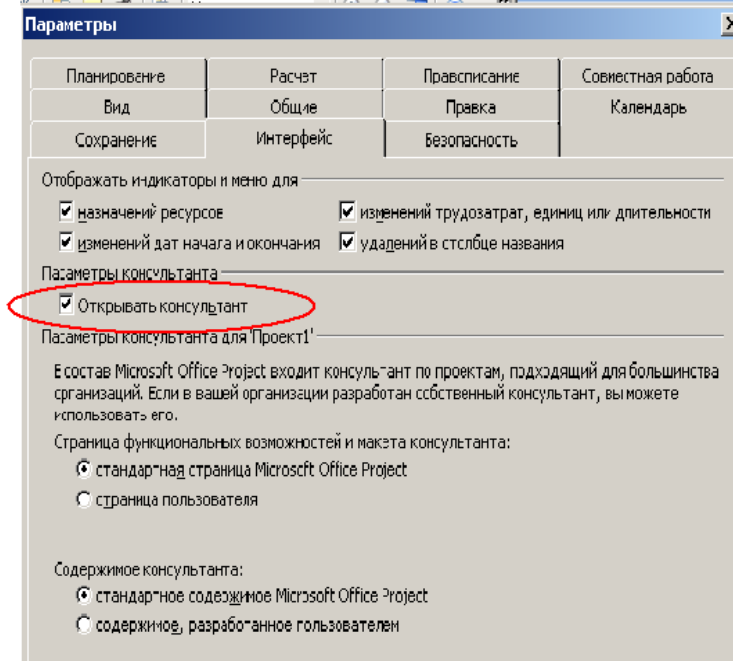 Параметры
Планирование Расчет Правописание Совместная работа
Вид Общие Правка Календарь
Сохранение Интерфейс Безопасность
Отображать индикаторы и меню для
назначений ресурсов изменений трудозатрат, единиц или длительности
изменений дат начала и окончания удалений в столбце названия
Параметры консультанта
Открывать консультант
Параметры консультанта для 'Проект1'
В состав Microsoft Office Project входит консультант по проектам, подходящий для большинства
организаций. Если в вашей организации разработан собственный консультант, вы можете
использовать его.
Страница функциональных возможностей и макета консультанта:
стандартная страница Microsoft Office Project
страница пользователя
Содержимое консультанта:
стандартное содержимое Microsoft Office Project
содержимое, разработанное пользователем